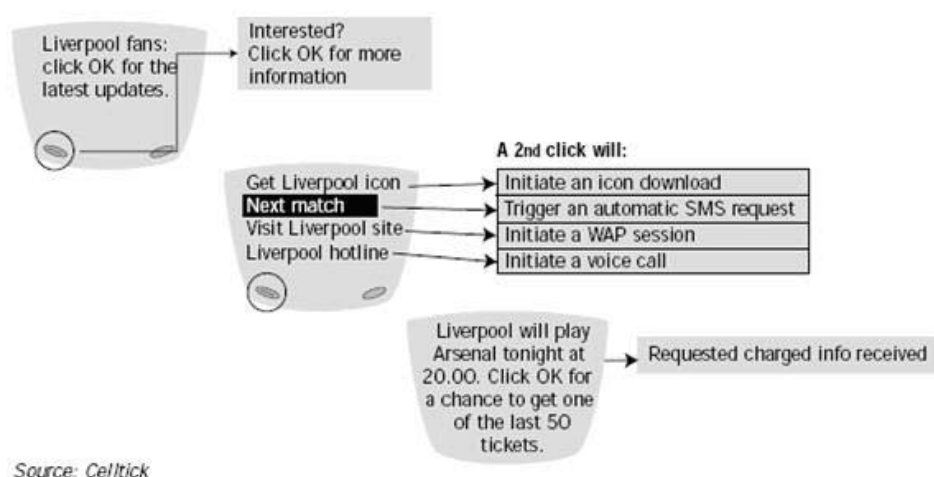 Liverpool fans:
click OK for the
latest updates.
Interested?
Click OK for more
information
A 2nd click will:
Get Liverpool icon
Next match
Visit Liverpool site
Liverpool hotline
Initiate an icon download
Trigger an automatic SMS request
Initiate a WAP session
Initiate a voice call
Liverpool will play
Arsenal tonight at
20.00. Click OK for
a chance to get one
of the last 50
tickets.
Requested charged info received
Source: Celltick